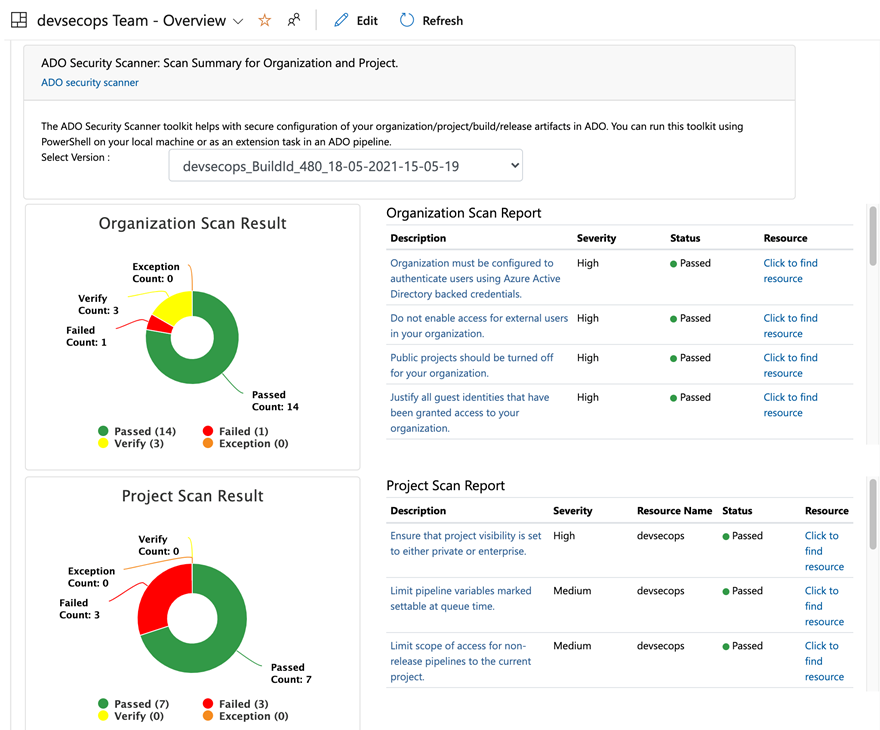 devsecops Team - Overview
Edit
Refresh
ADO Security Scanner: Scan Summary for Organization and Project.
ADO security scanner
The ADO Security Scanner toolkit helps with secure configuration of your organization/project/build/release artifacts in ADO. You can run this toolkit using
PowerShell on your local machine or as an extension task in an ADO pipeline.
Select Version :
devsecops_BuildId_480_18-05-2021-15-05-19
Organization Scan Result
Exception
Count: 0
Verify
Count: 3
Failed
Count: 1
Passed
Count: 14
Passed (14) Failed (1)
Verify (3) Exception (0)
Organization Scan Report
Description Severity Status Resource
Organization must be configured to High Passed Click to find
authenticate users using Azure Active resource
Directory backed credentials.
Do not enable access for external users High Passed Click to find
in your organization. resource
Public projects should be turned off High Passed Click to find
for your organization. resource
Justify all guest identities that have High Passed Click to find
been granted access to your resource
organization.
Project Scan Result
Verify
Count: 0
Exception
Count: 0
Failed
Count: 3
Passed
Count: 7
Passed (7) Failed (3)
Verify (0) Exception (0)
Project Scan Report
Description Severity Resource Name Status Resource
Ensure that project visibility is set High devsecops Passed Click to
to either private or enterprise. find
resource
Limit pipeline variables marked Medium devsecops Passed Click to
settable at queue time. find
resource
Limit scope of access for non- Medium devsecops Passed Click to
release pipelines to the current find
project. resource